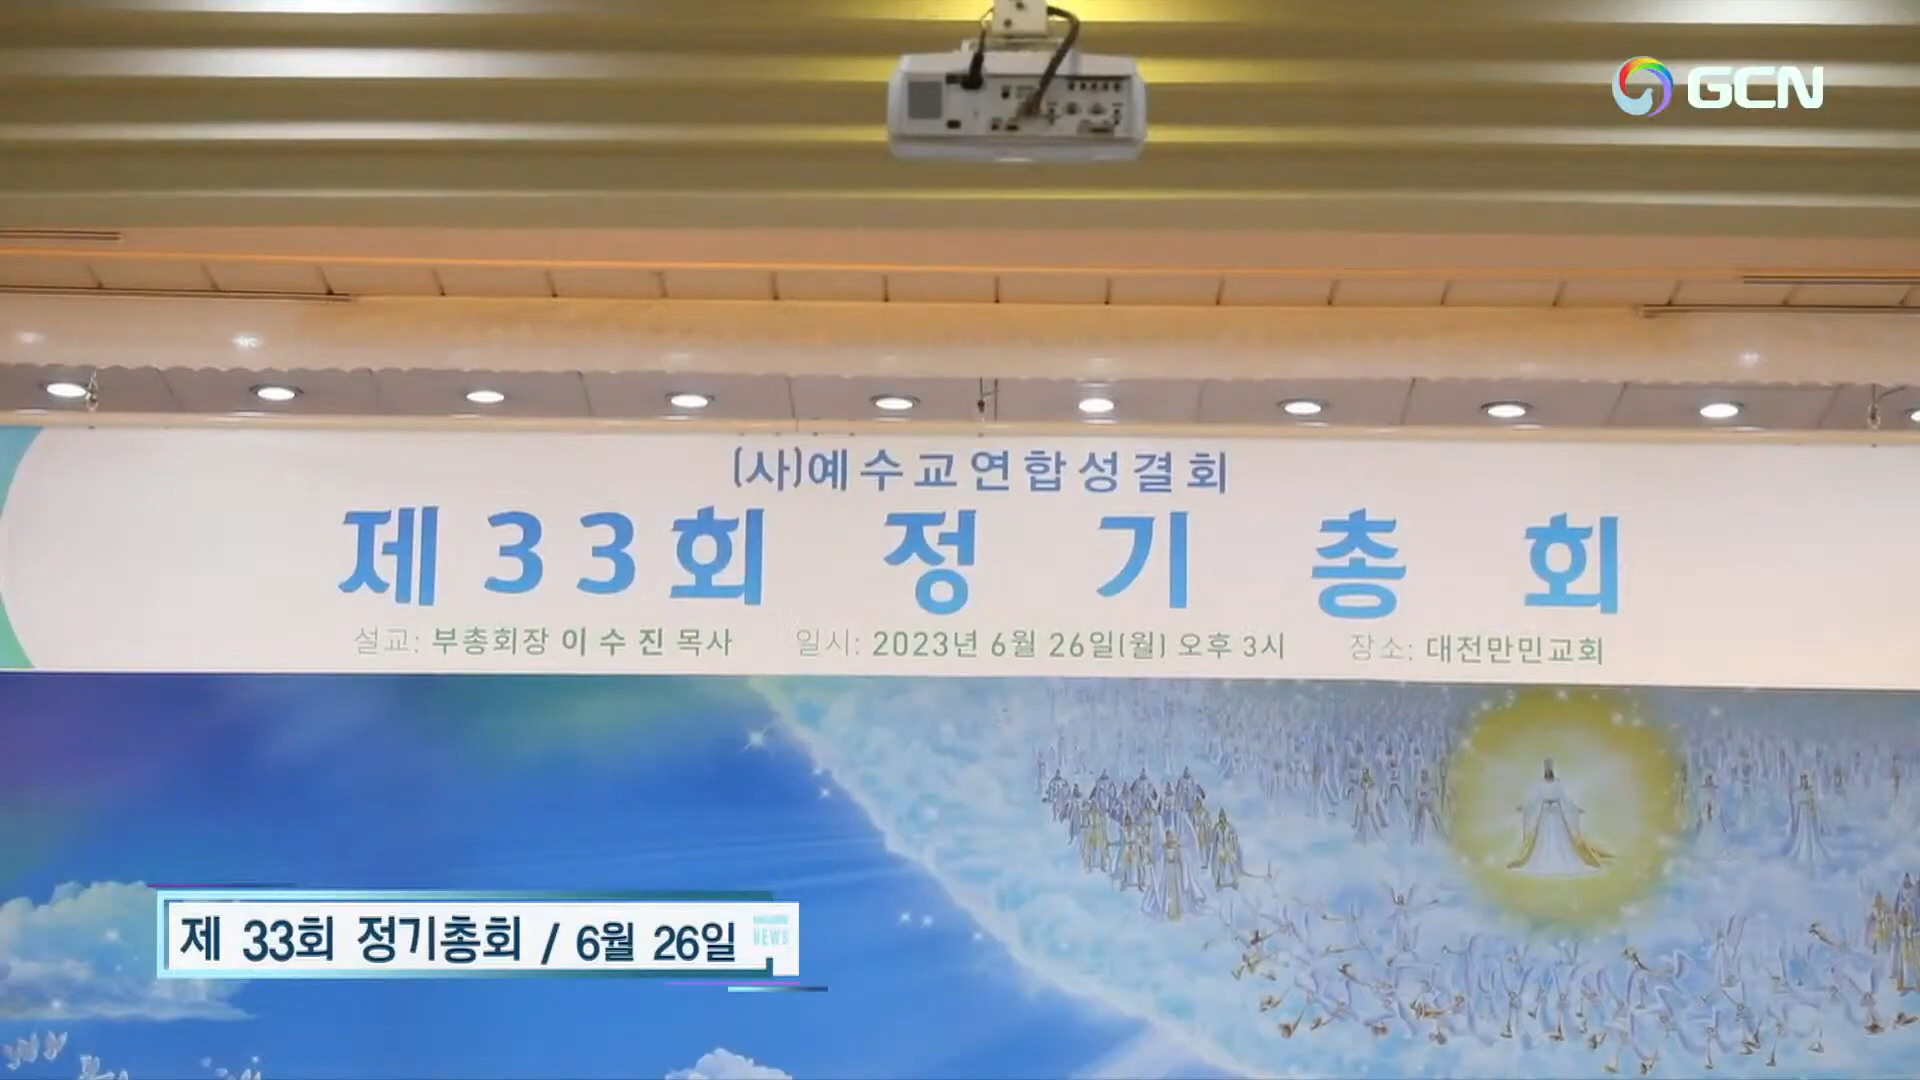 GCN
(사)예수교연합성결회
제33회 정기총회
설교: 부총회장 이수진 목사 일시: 2023년 6월 26일(월) 오후 3시 장소: 대전만민교회
제 33회 정기총회 / 6월 26일
NEWS